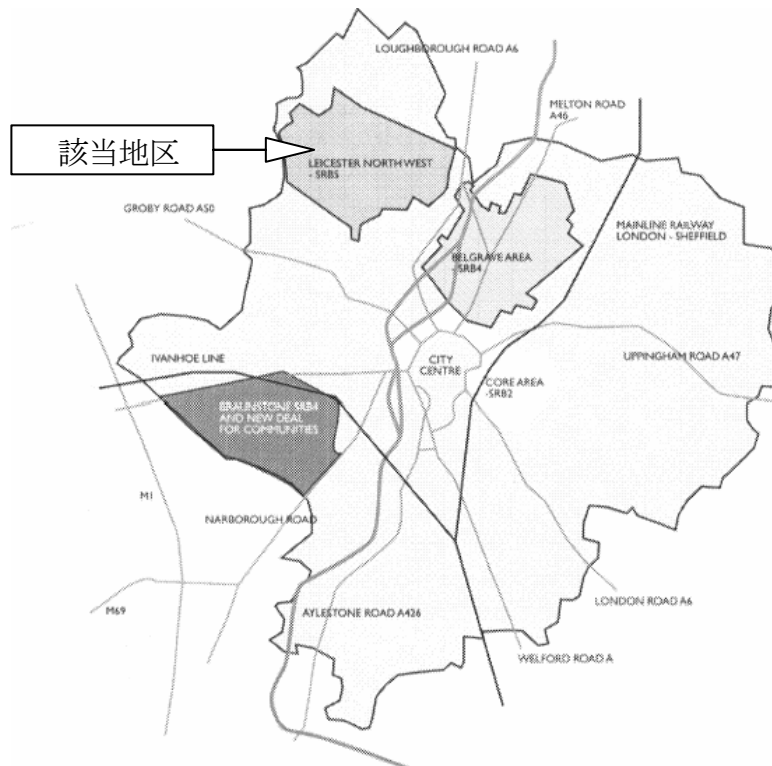 LOUGHBOROUGH ROAD A6
MELTON ROAD
A46
該当地区
LEICESTER NORTH WEST
- SRB5
GROBY ROAD A50
MAINLINE RAILWAY
LONDON - SHEFFIELD
BELGRAVE AREA
- SRB4
IVANHOE LINE
CITY
CENTRE
UPPINGHAM ROAD A47
CORE AREA
-SRB2
BRAUNSTONE SRB4
AND NEW DEAL
FOR COMMUNITIES
M1
NARBOROUGH ROAD
M69
AYLESTONE ROAD A426
LONDON ROAD A6
WELFORD ROAD A